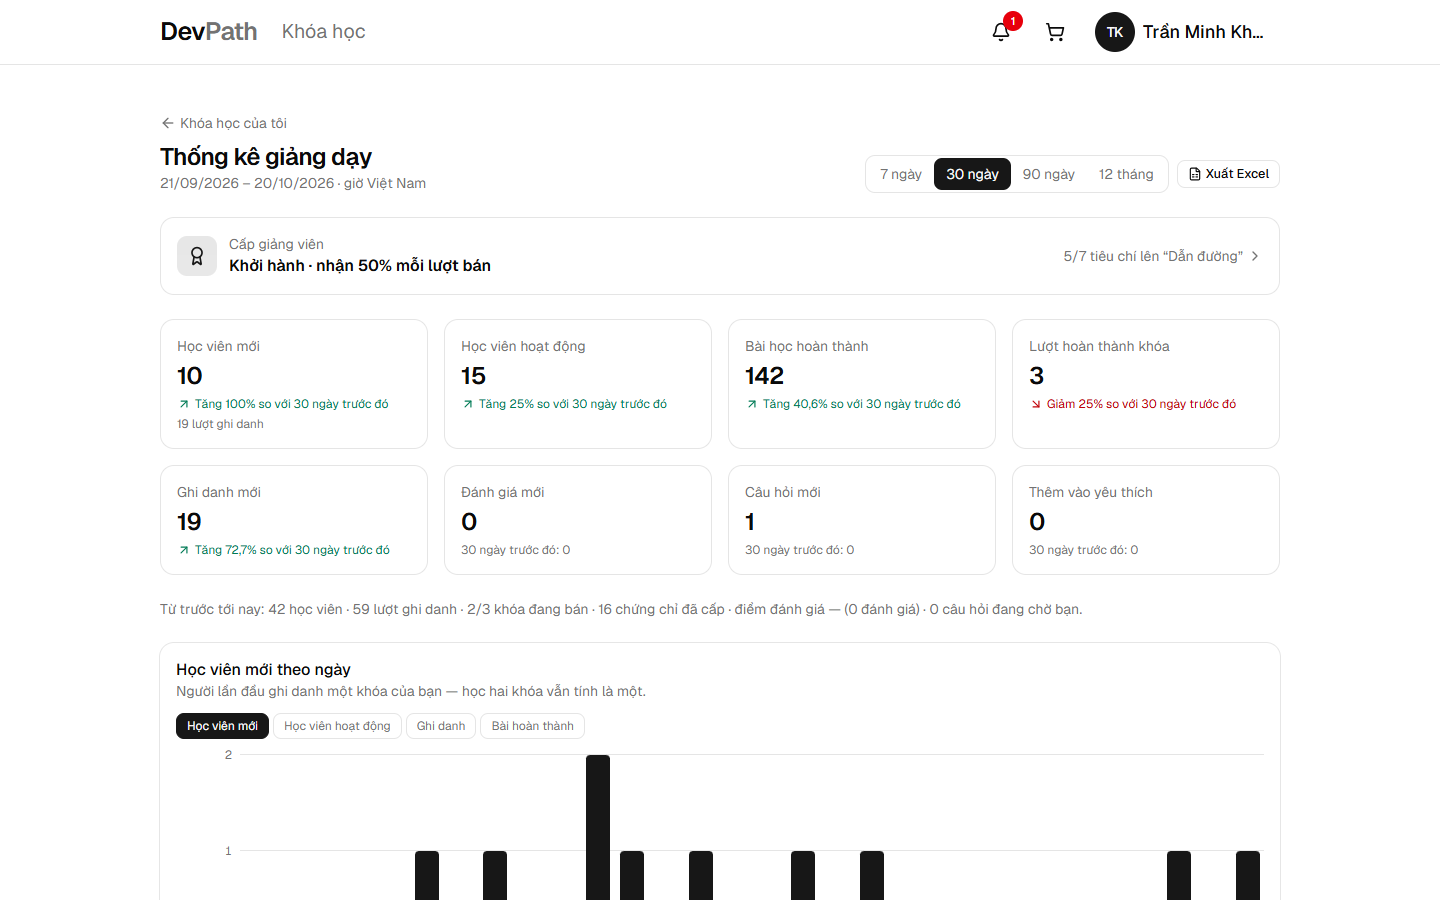 DevPath Khóa học 1 TK Trần Minh Kh...
Khóa học của tôi
Thống kê giảng dạy
21/09/2026 – 20/10/2026 · giờ Việt Nam
7 ngày 30 ngày 90 ngày 12 tháng Xuất Excel
Cấp giảng viên
Khởi hành · nhận 50% mỗi lượt bán
5/7 tiêu chí lên “Dẫn đường”
Học viên mới
10
Tăng 100% so với 30 ngày trước đó
19 lượt ghi danh
Học viên hoạt động
15
Tăng 25% so với 30 ngày trước đó
Bài học hoàn thành
142
Tăng 40,6% so với 30 ngày trước đó
Lượt hoàn thành khóa
3
Giảm 25% so với 30 ngày trước đó
Ghi danh mới
19
Tăng 72,7% so với 30 ngày trước đó
Đánh giá mới
0
30 ngày trước đó: 0
Câu hỏi mới
1
30 ngày trước đó: 0
Thêm vào yêu thích
0
30 ngày trước đó: 0
Từ trước tới nay: 42 học viên · 59 lượt ghi danh · 2/3 khóa đang bán · 16 chứng chỉ đã cấp · điểm đánh giá — (0 đánh giá) · 0 câu hỏi đang chờ bạn.
Học viên mới theo ngày
Người lần đầu ghi danh một khóa của bạn — học hai khóa vẫn tính là một.
Học viên mới Học viên hoạt động Ghi danh Bài hoàn thành
2
1